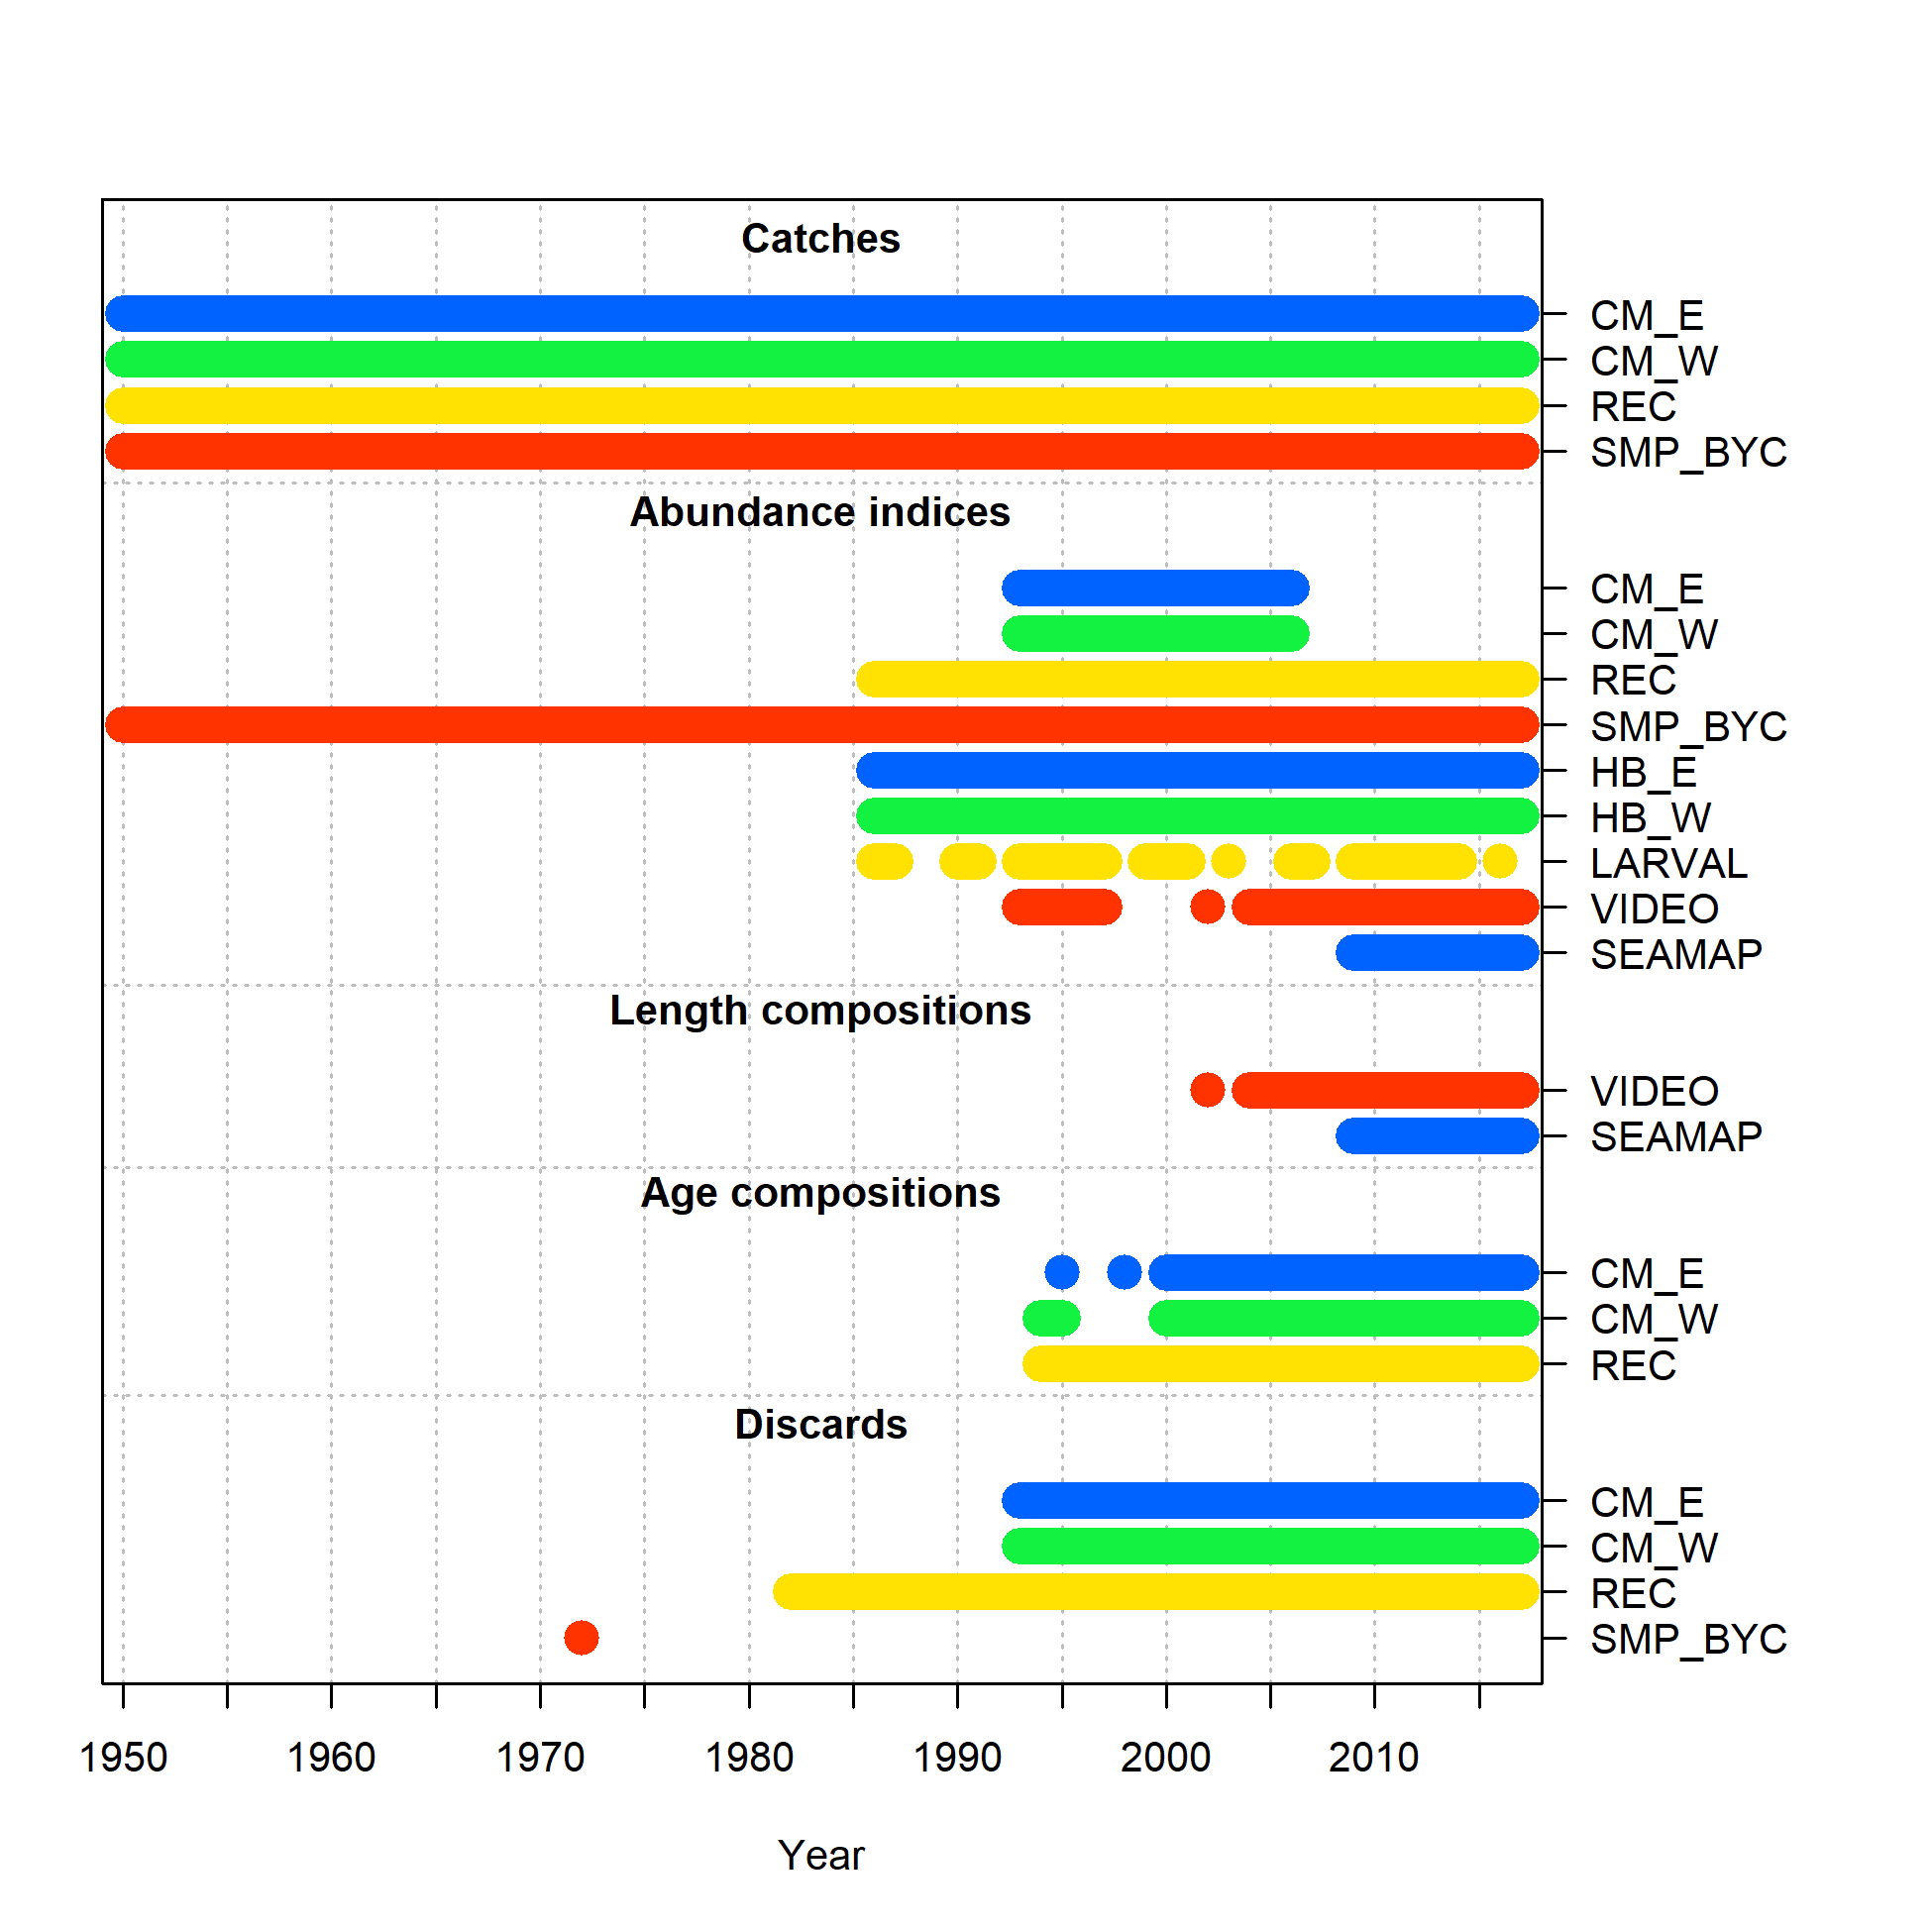 Catches
CM_E
CM_W
REC
SMP_BYC
Abundance indices
CM_E
CM_W
REC
SMP_BYC
HB_E
HB_W
LARVAL
VIDEO
SEAMAP
Length compositions
VIDEO
SEAMAP
Age compositions
CM_E
CM_W
REC
Discards
CM_E
CM_W
REC
SMP_BYC
1950 1960 1970 1980 1990 2000 2010
Year